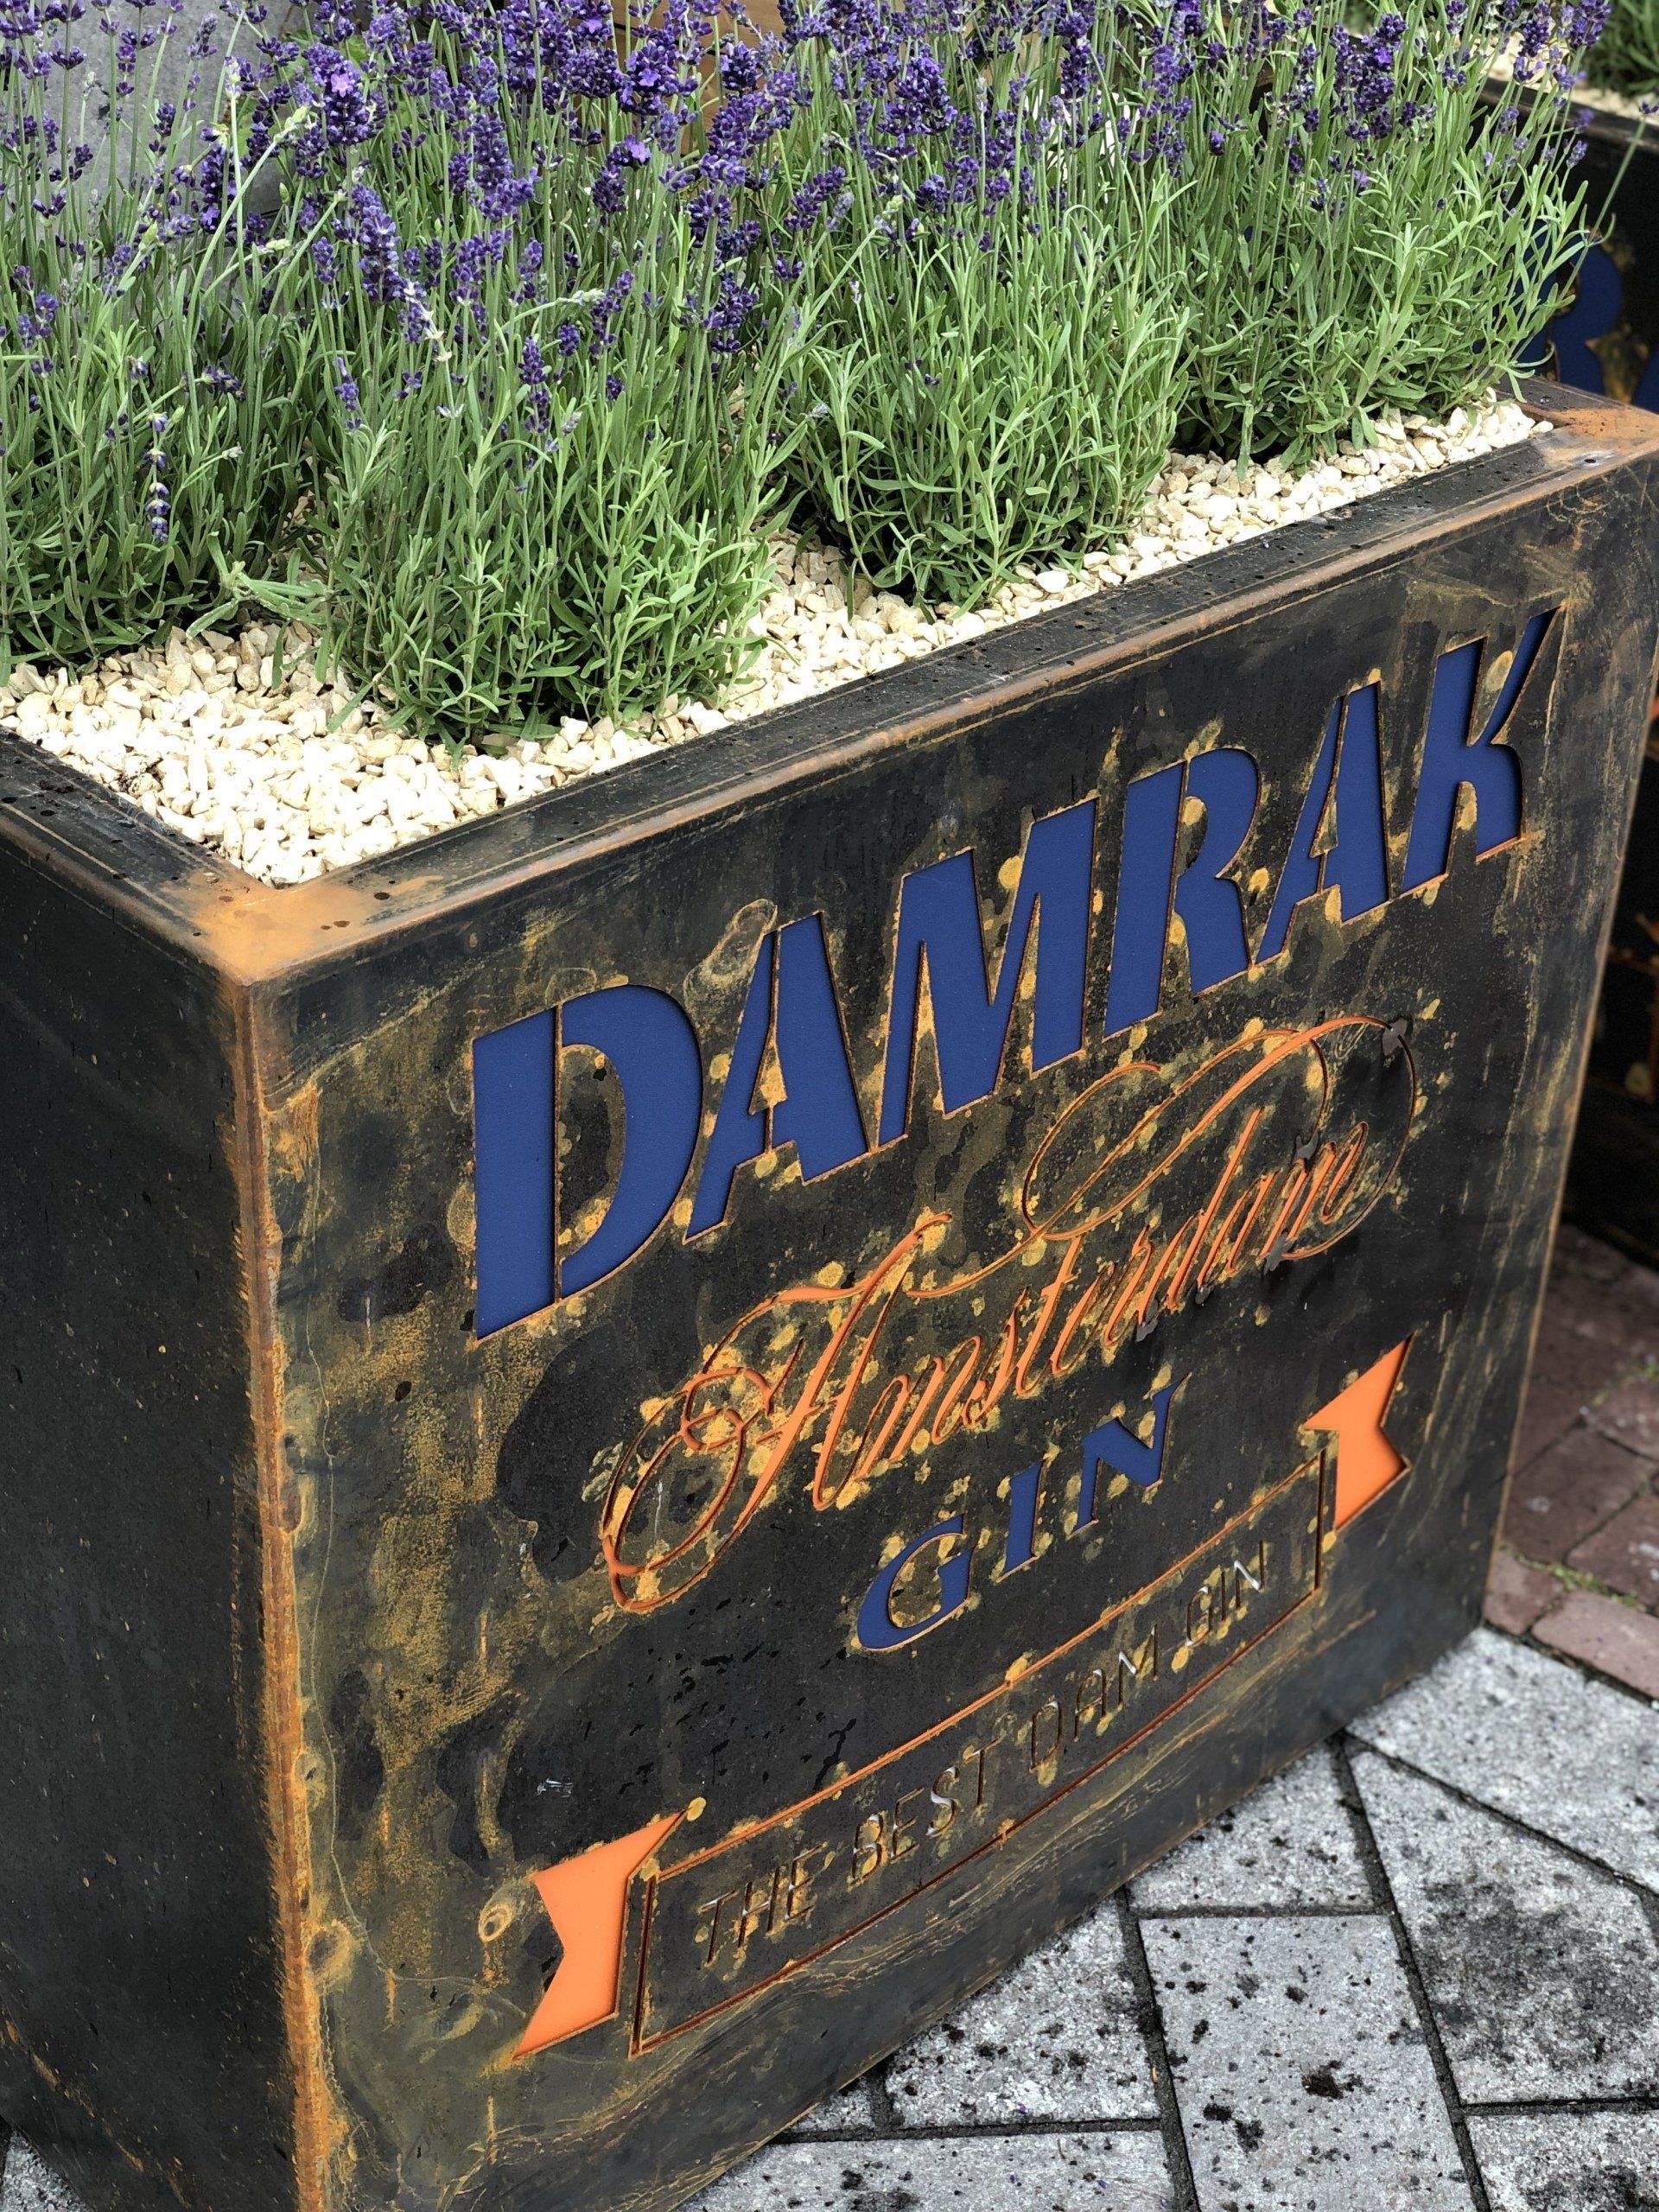 DAMRAK
Amsterdam
GIN
THE BEST DAM GIN